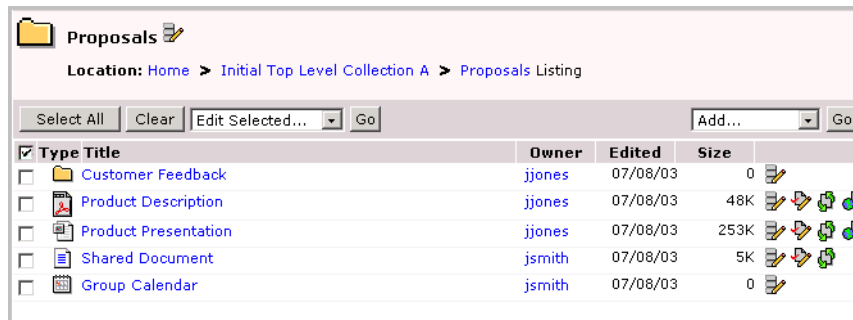 Proposals
Location: Home > Initial Top Level Collection A > Proposals Listing
Select All Clear Edit Selected... Go Add... Go
Type Title Owner Edited Size
Customer Feedback jjones 07/08/03 0
Product Description jjones 07/08/03 48K
Product Presentation jjones 07/08/03 253K
Shared Document jsmith 07/08/03 5K
Group Calendar jsmith 07/08/03 0